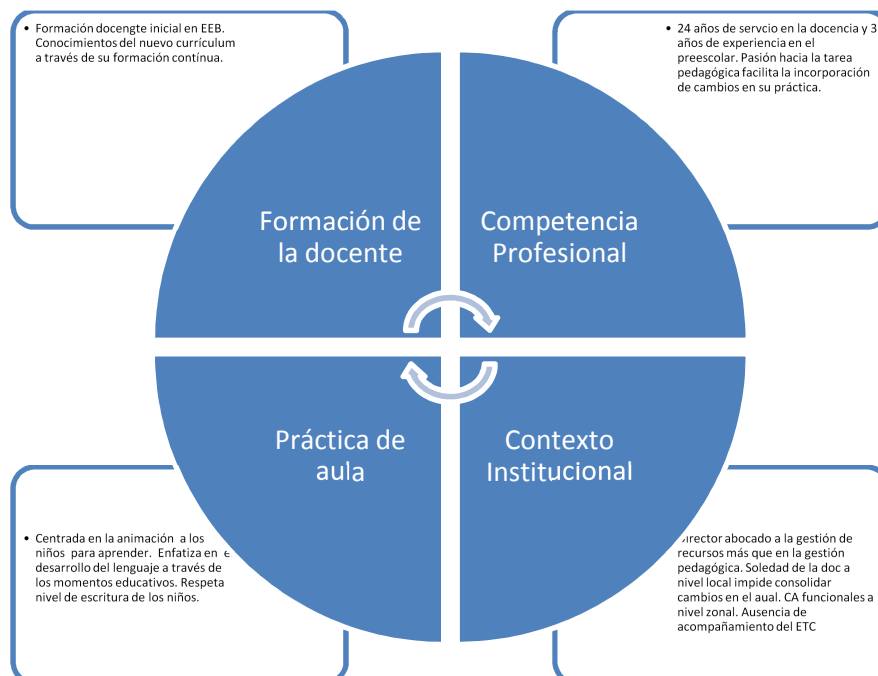 • Formación docengte inicial en EEB.
Conocimientos del nuevo currículum
a través de su formación contínua.
• 24 años de servcio en la docencia y 3
años de experiencia en el
preescolar. Pasión hacia la tarea
pedagógica facilita la incorporación
de cambios en su práctica.
Formación de
la docente
Competencia
Profesional
Práctica de
aula
Contexto
Institucional
• Centrada en la animación a los
niños para aprender. Enfatiza en
desarrollo del lenguaje a través de
los momentos educativos. Respeta
nivel de escritura de los niños.
Director abocado a la gestión de
recursos más que en la gestión
pedagógica. Soledad de la doc a
nivel local impide consolidar
cambios en el aual. CA funcionales a
nivel zonal. Ausencia de
acompañamiento del ETC